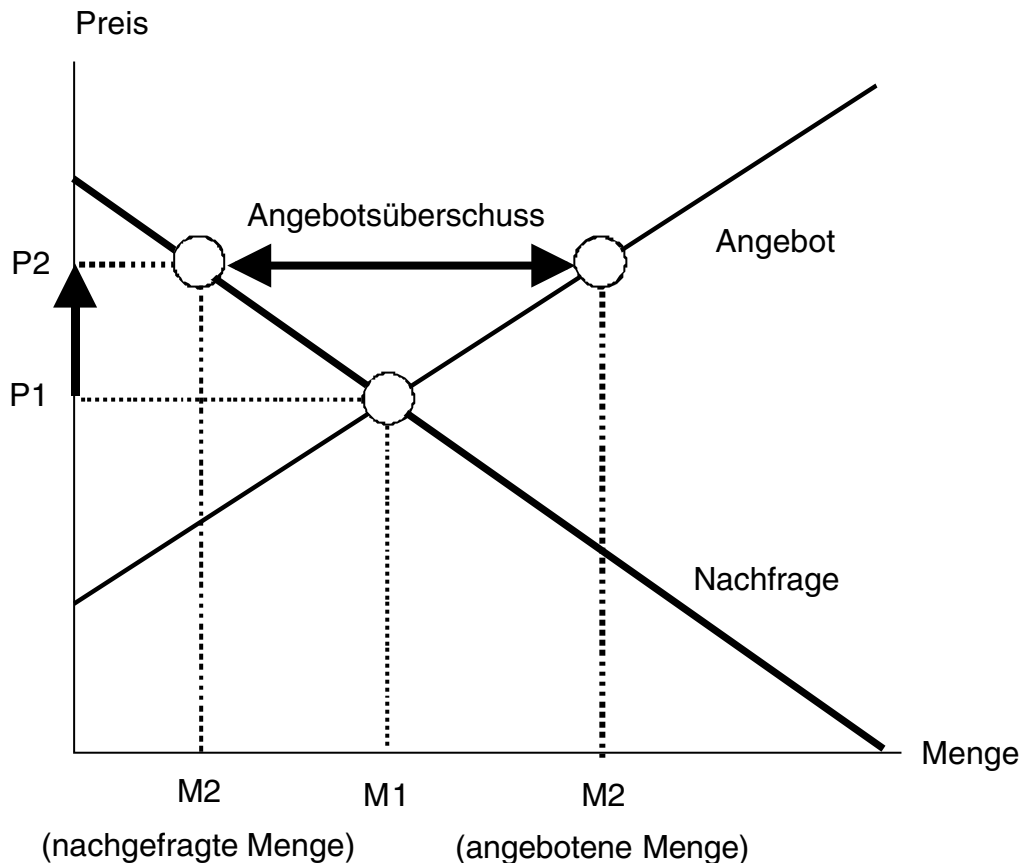 Preis
Angebotsüberschuss
Angebot
P2
P1
Nachfrage
Menge
M2 M1 M2
(nachgefragte Menge) (angebotene Menge)